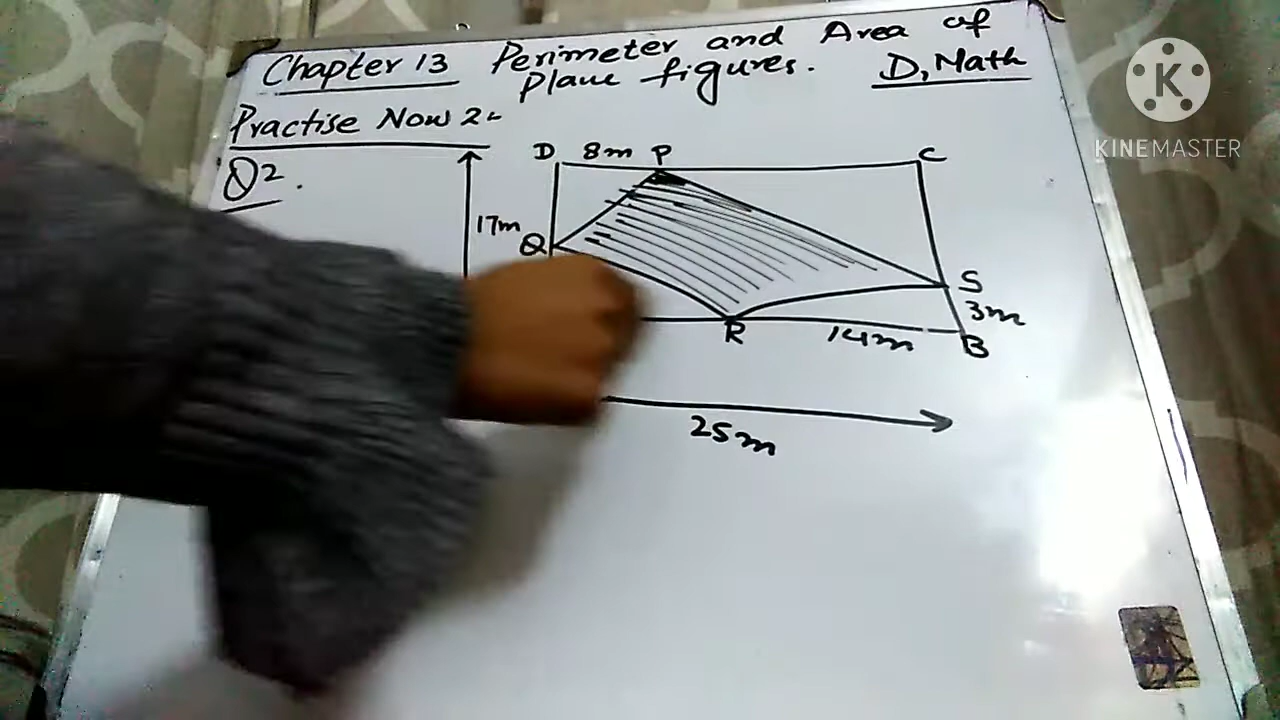 Chapter 13 Perimeter and Area of
Plane figures. D, Math
Practise Now 2:-
Q2.
D 8m P C
17m
Q
S
3m
R 14m B
25m
K
KINEMASTER